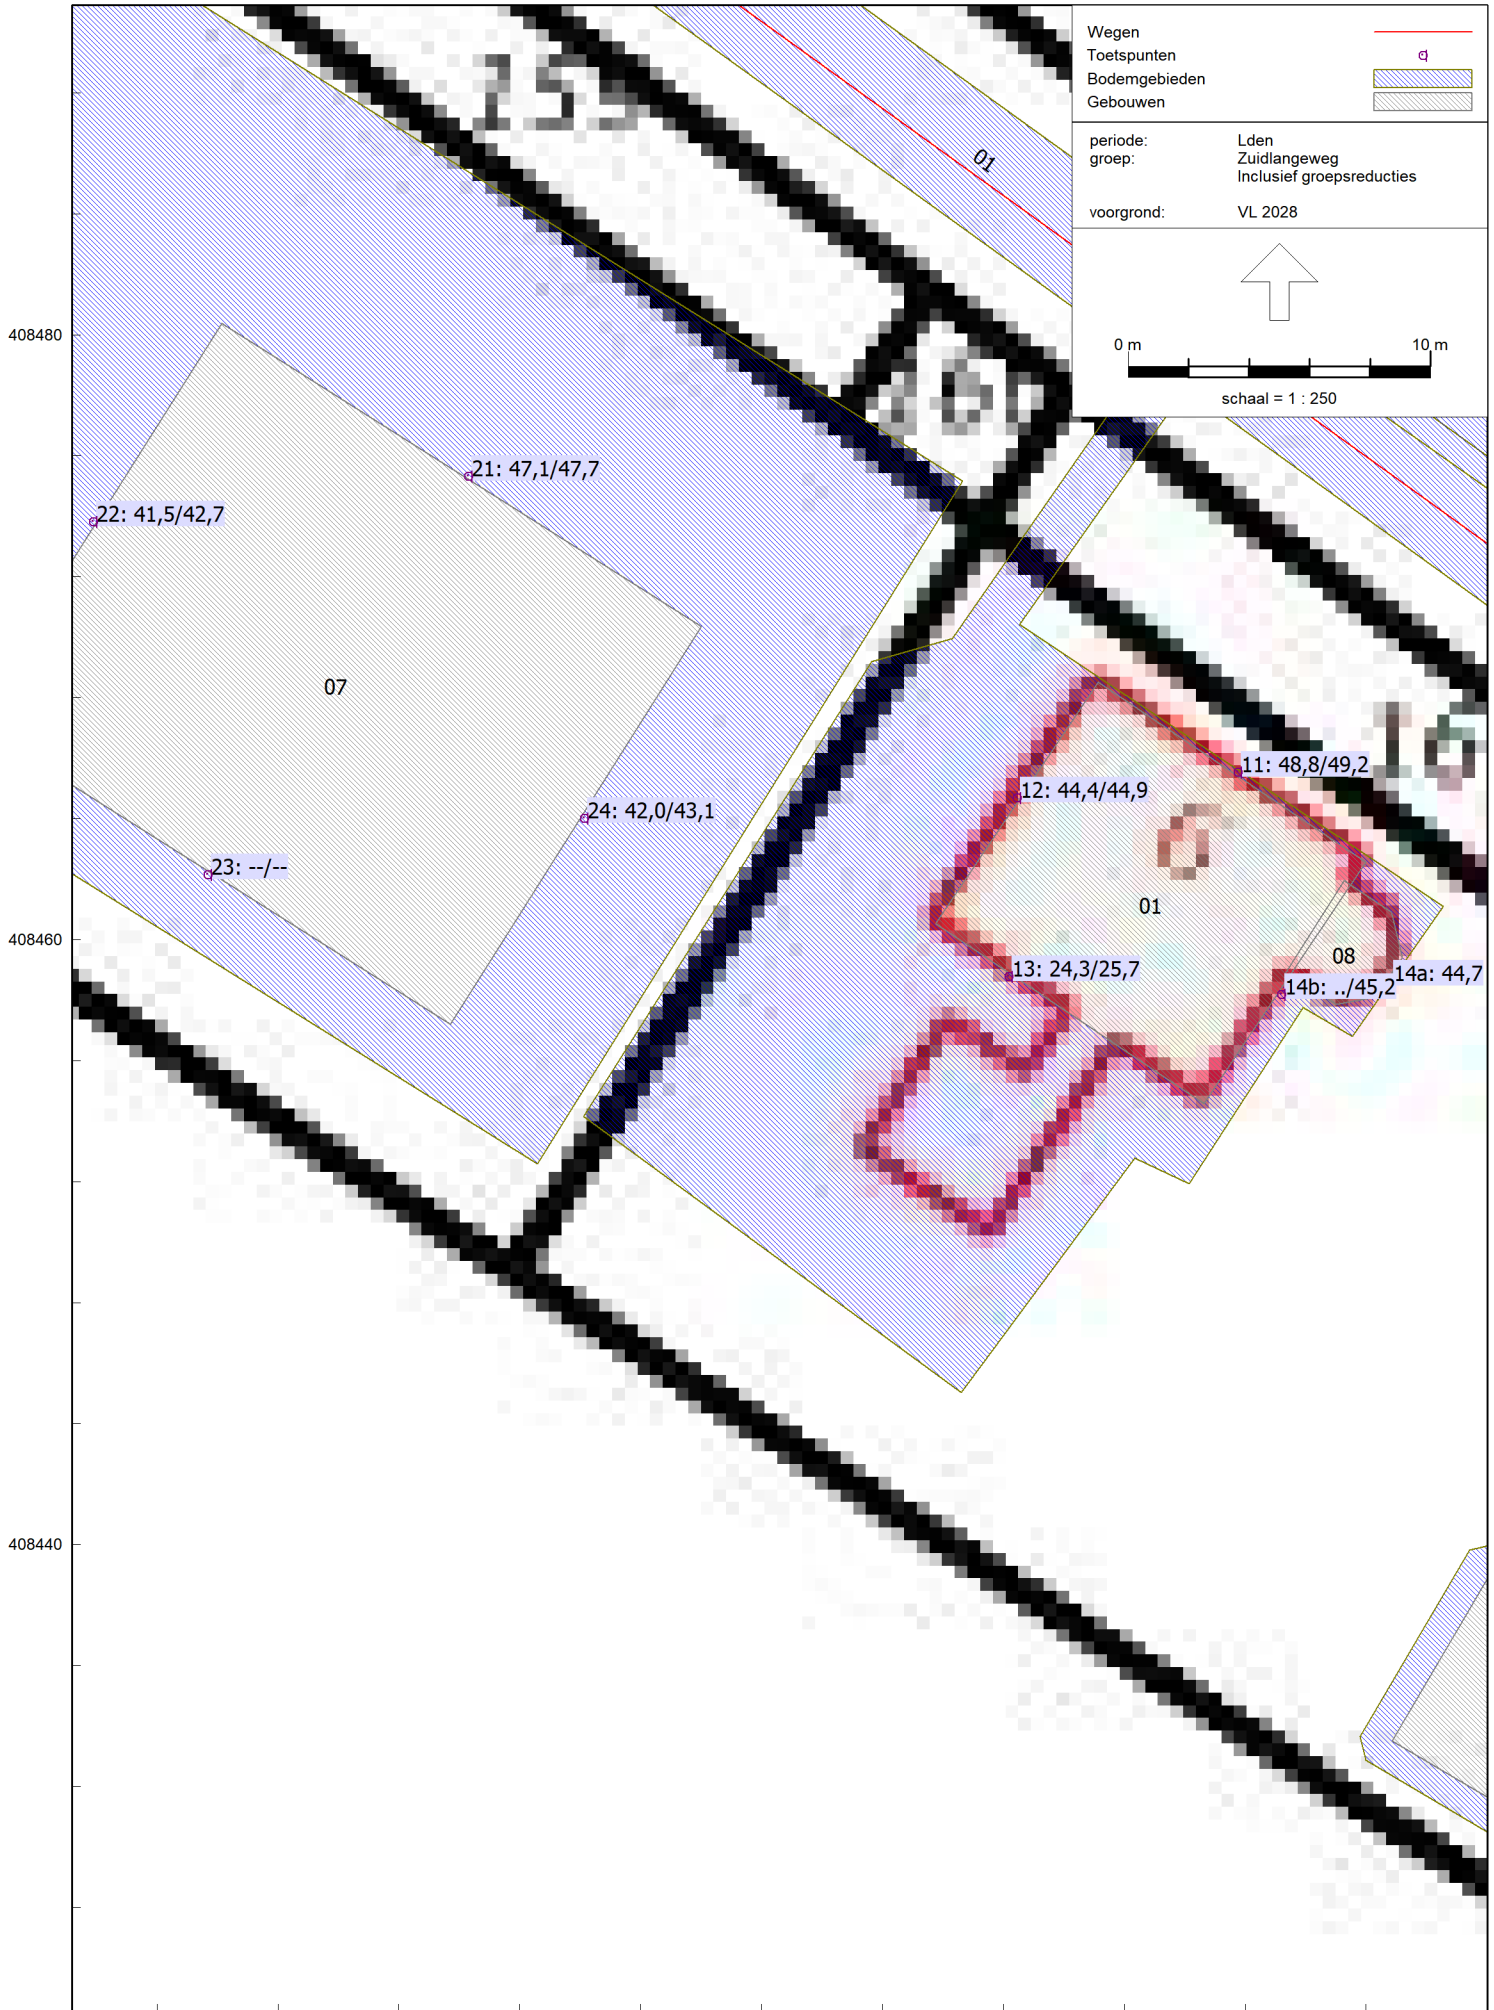 Wegen
Toetspunten
Bodemgebieden
Gebouwen
periode: Lden
groep: Zuidlangeweg
Inclusief groepsreducties
voorgrond: VL 2028
0 m 10 m
schaal = 1 : 250
01
408480
21: 47,1/47,7
22: 41,5/42,7
07
11: 48,8/49,2
12: 44,4/44,9
24: 42,0/43,1
6
23: --/--
01
408460
08
13: 24,3/25,7
14a: 44,7
14b: ../45,2
408440